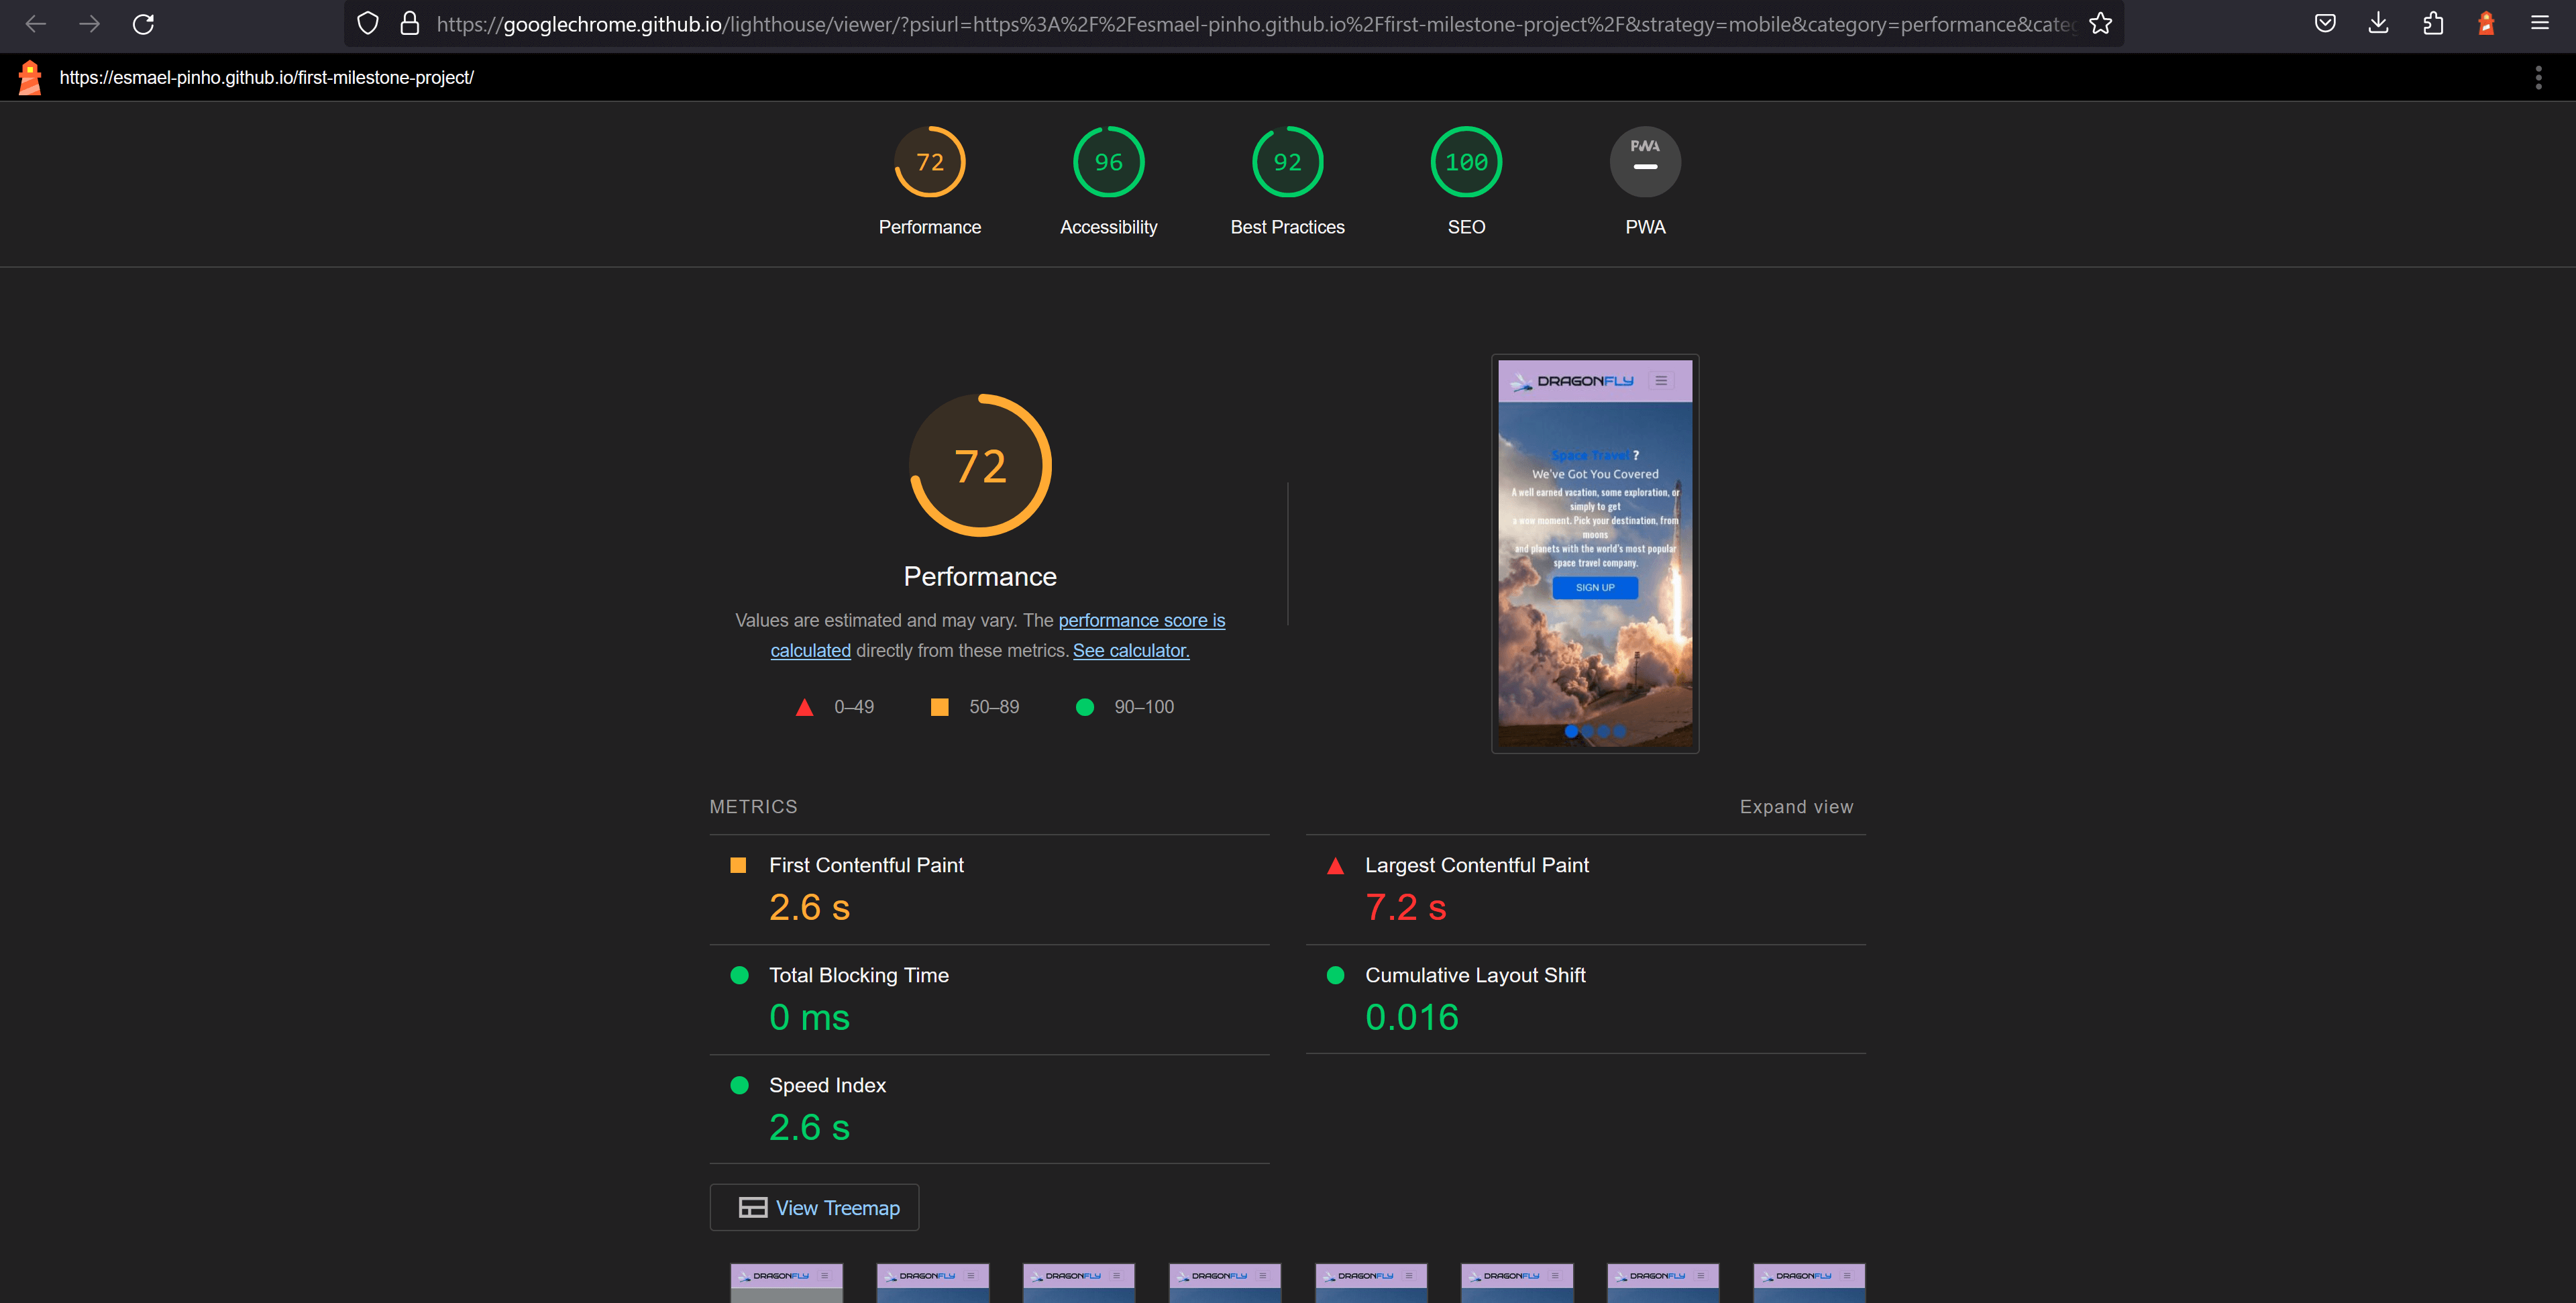 https://googlechrome.github.io/lighthouse/viewer/?psiurl=https%3A%2F%2Fesmael-pinho.github.io%2Ffirst-milestone-project%2F&strategy=mobile&category=performance&cate
https://esmael-pinho.github.io/first-milestone-project/
72 96 92 100 PWA
Performance Accessibility Best Practices SEO PWA
72
Performance
Values are estimated and may vary. The performance score is
calculated directly from these metrics. See calculator.
0–49 50–89 90–100
DRAGONFLY
Space Travel ?
We've Got You Covered
A well earned vacation, some exploration, or
simply to get
a wow moment. Pick your destination, from
moons
and planets with the world's most popular
space travel company.
SIGN UP
METRICS Expand view
First Contentful Paint
2.6 s
Largest Contentful Paint
7.2 s
Total Blocking Time
0 ms
Cumulative Layout Shift
0.016
Speed Index
2.6 s
View Treemap
DRAGONFLY DRAGONFLY DRAGONFLY DRAGONFLY DRAGONFLY DRAGONFLY DRAGONFLY DRAGONFLY